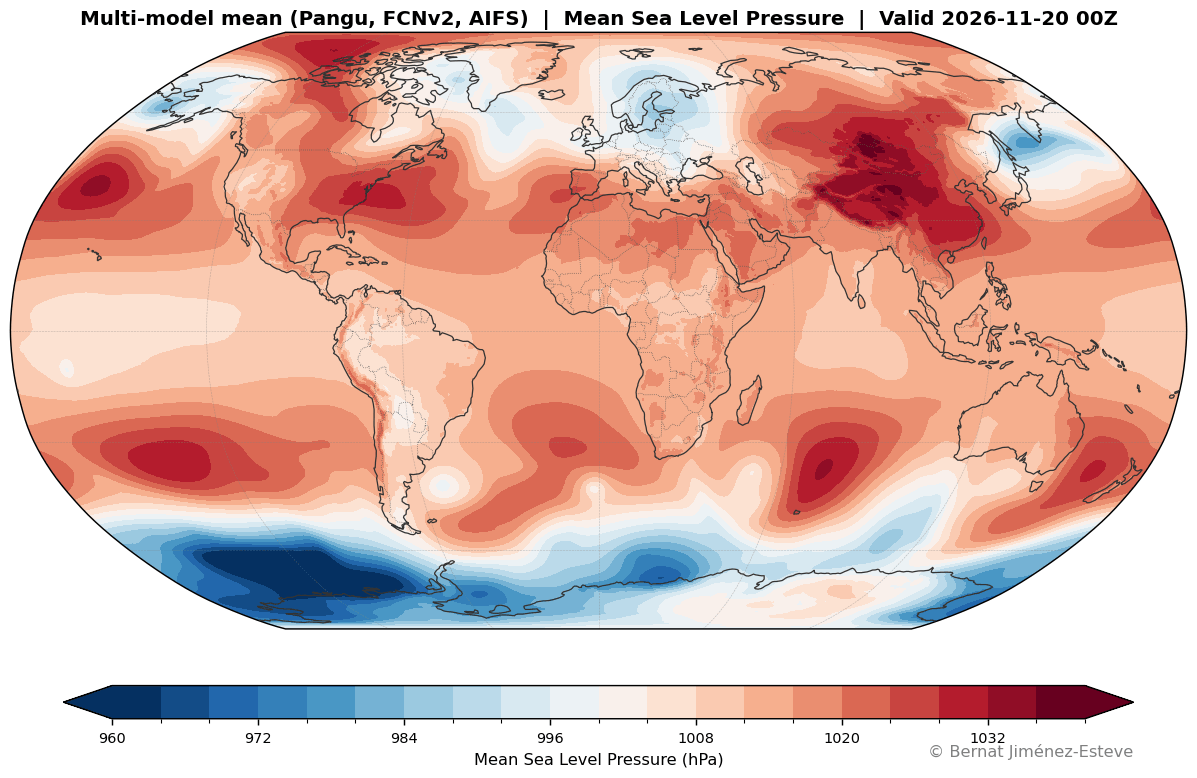 Multi-model mean (Pangu, FCNv2, AIFS)  |  Mean Sea Level Pressure  |  Valid 2026-11-20 00Z
960 972 984 996 1008 1020 1032
Mean Sea Level Pressure (hPa)
© Bernat Jiménez-Esteve